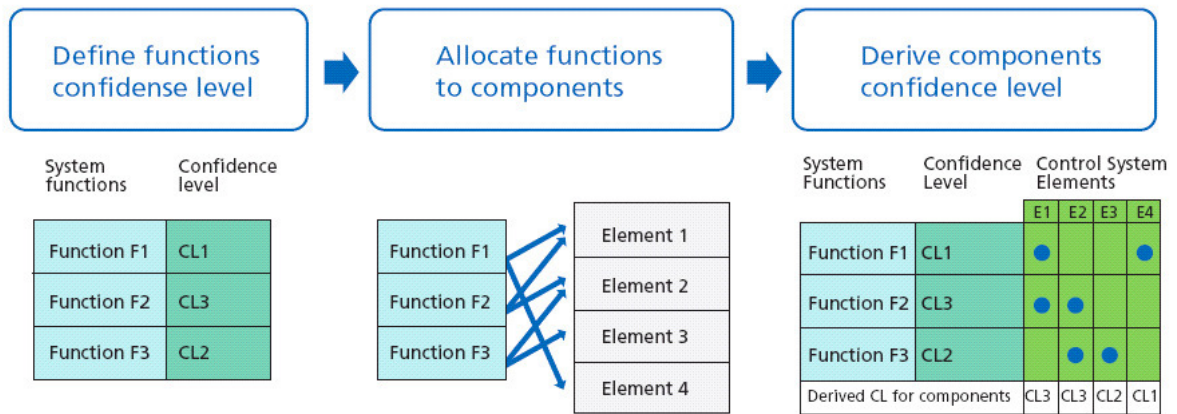 Define functions
confidense level
Allocate functions
to components
Derive components
confidence level
System
functions
Confidence
level
Function F1 CL1
Function F2 CL3
Function F3 CL2
Function F1
Function F2
Function F3
Element 1
Element 2
Element 3
Element 4
System
Functions
Confidence
Level
Control System
Elements
E1 E2 E3 E4
Function F1 CL1
Function F2 CL3
Function F3 CL2
Derived CL for components CL3 CL3 CL2 CL1